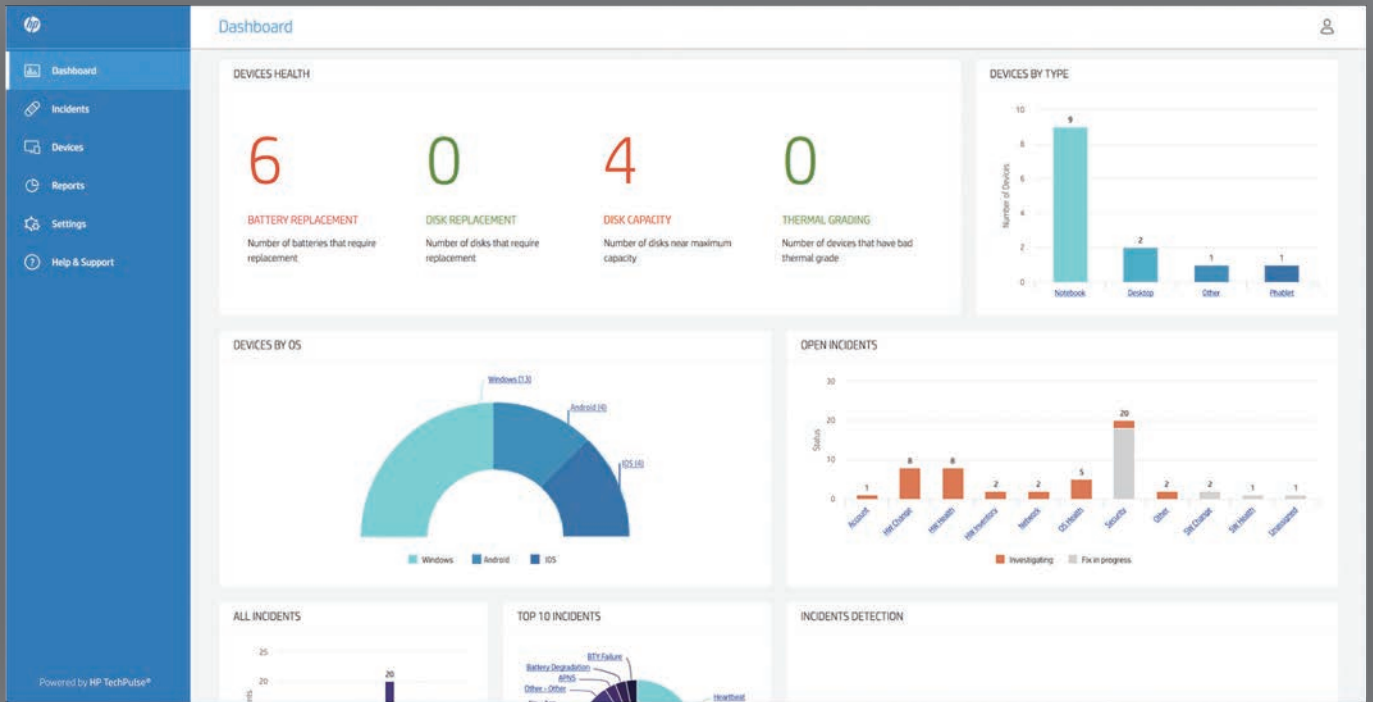 hp
Dashboard
Dashboard
Incidents
Devices
Reports
Settings
Help & Support
Powered by HP TechPulse®
DEVICES HEALTH
6
BATTERY REPLACEMENT
Number of batteries that require
replacement
0
DISK REPLACEMENT
Number of disks that require
replacement
4
DISK CAPACITY
Number of disks near maximum
capacity
0
THERMAL GRADING
Number of devices that have bad
thermal grade
DEVICES BY TYPE
Number of Devices
10
8
6
4
2
0
9
2
1
1
Notebook
Desktop
Other
Phablet
DEVICES BY OS
Windows (13)
Android (4)
IOS (4)
Windows
Android
IOS
OPEN INCIDENTS
Status
30
20
10
0
1
8
8
2
2
5
20
2
2
1
1
Account
HW Change
HW Health
HW Inventory
Network
OS Health
Security
Other
SW Change
SW Health
Unassigned
Investigating
Fix in progress
ALL INCIDENTS
25
20
20
TOP 10 INCIDENTS
BTY Failure
Battery Degradation
APNS
Other - Other
Heartbeat
INCIDENTS DETECTION